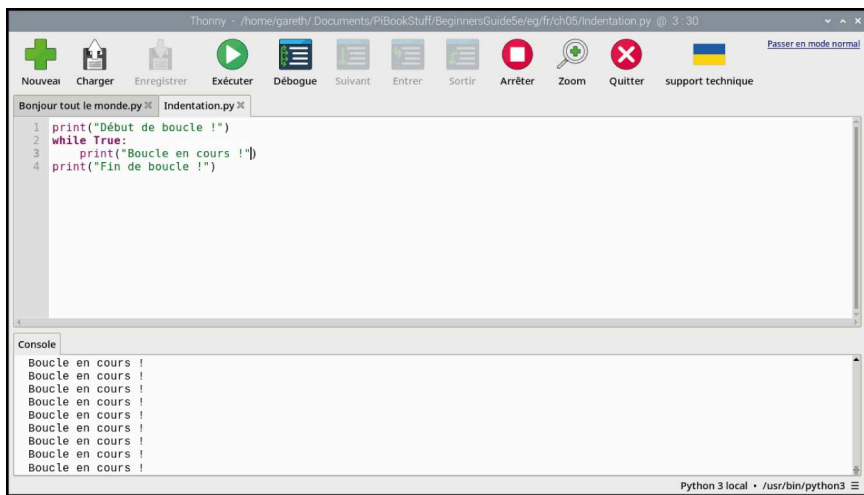 Thonny - /home/gareth/.Documents/PiBookStuff/BeginnersGuide5e/eg/fr/ch05/Indentation.py @ 3:30
Nouveau Charger Enregistrer Exécuter Débogue Suivant Entrer Sortir Arrêter Zoom Quitter support technique
Passer en mode normal
Bonjour tout le monde.py Indentation.py
1 print("Début de boucle !")
2 while True:
3     print("Boucle en cours !")
4 print("Fin de boucle !")
Console
Boucle en cours !
Boucle en cours !
Boucle en cours !
Boucle en cours !
Boucle en cours !
Boucle en cours !
Boucle en cours !
Boucle en cours !
Boucle en cours !
Python 3 local • /usr/bin/python3 ≡